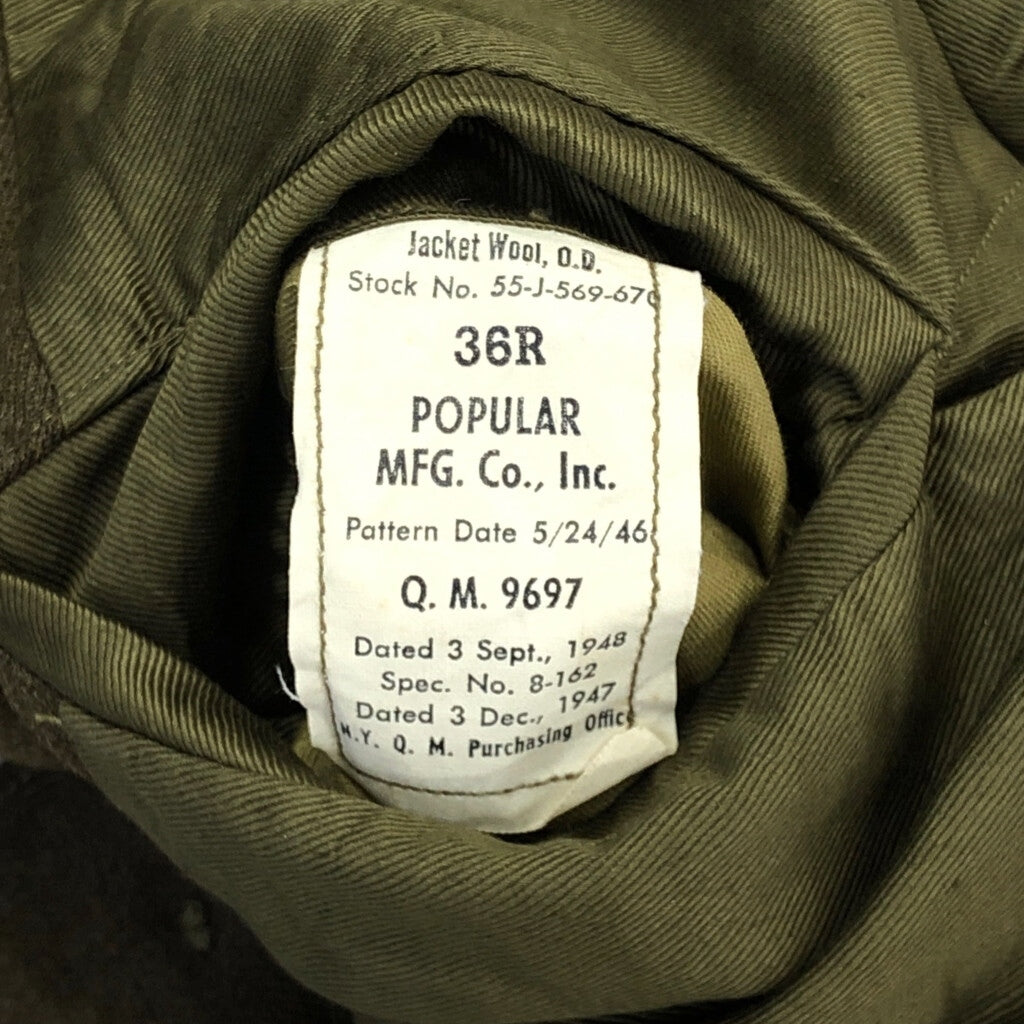 Jacket Wool, O.D.
Stock No. 55-J-569-670
36R
POPULAR
MFG. Co., Inc.
Pattern Date 5/24/46
Q. M. 9697
Dated 3 Sept., 1948
Spec. No. 8-162
Dated 3 Dec., 1947
N.Y. Q. M. Purchasing Office